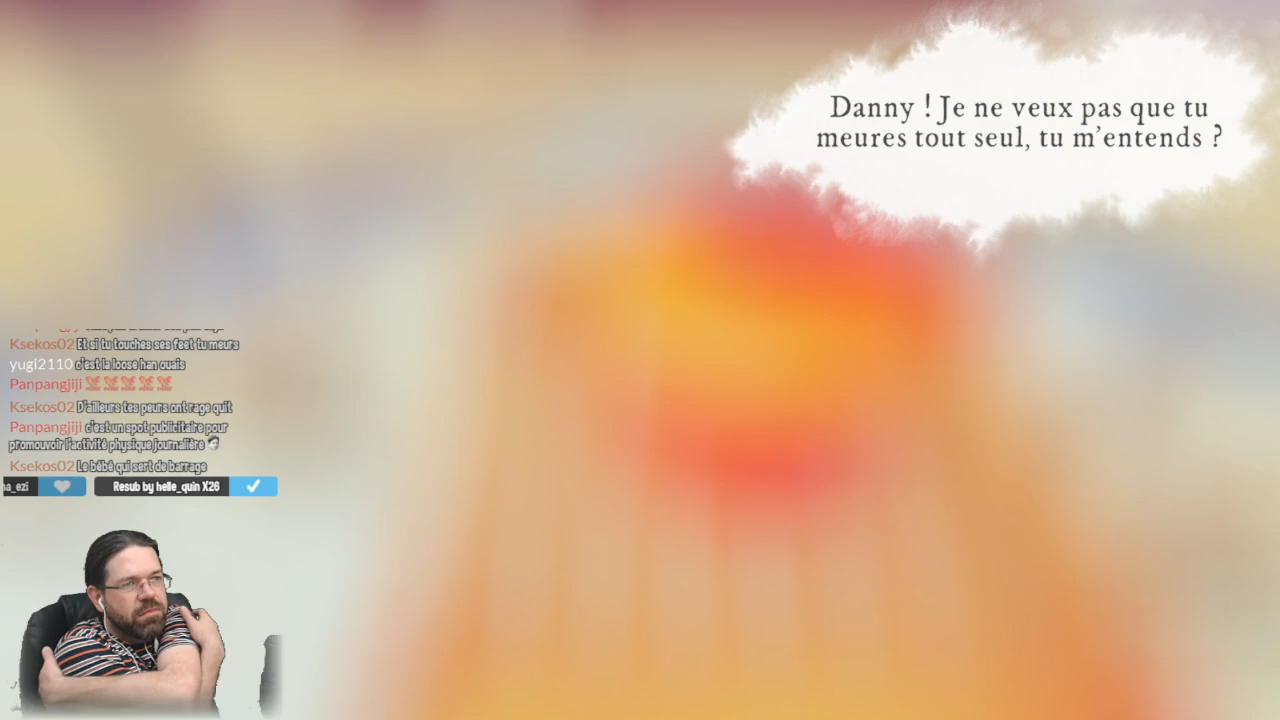 Danny ! Je ne veux pas que tu
meures tout seul, tu m'entends ?
Ksekos02 Et si tu touches ses feet tu meurs
yugi2110 c'est la loose han ouais
Panpangjiji
Ksekos02 D'ailleurs tes peurs ont rage quit
Panpangjiji c'est un spot publicitaire pour
promouvoir l'activité physique journalière
Ksekos02 Le bébé qui sert de barrage
na_ezi
Resub by helle_quin X26